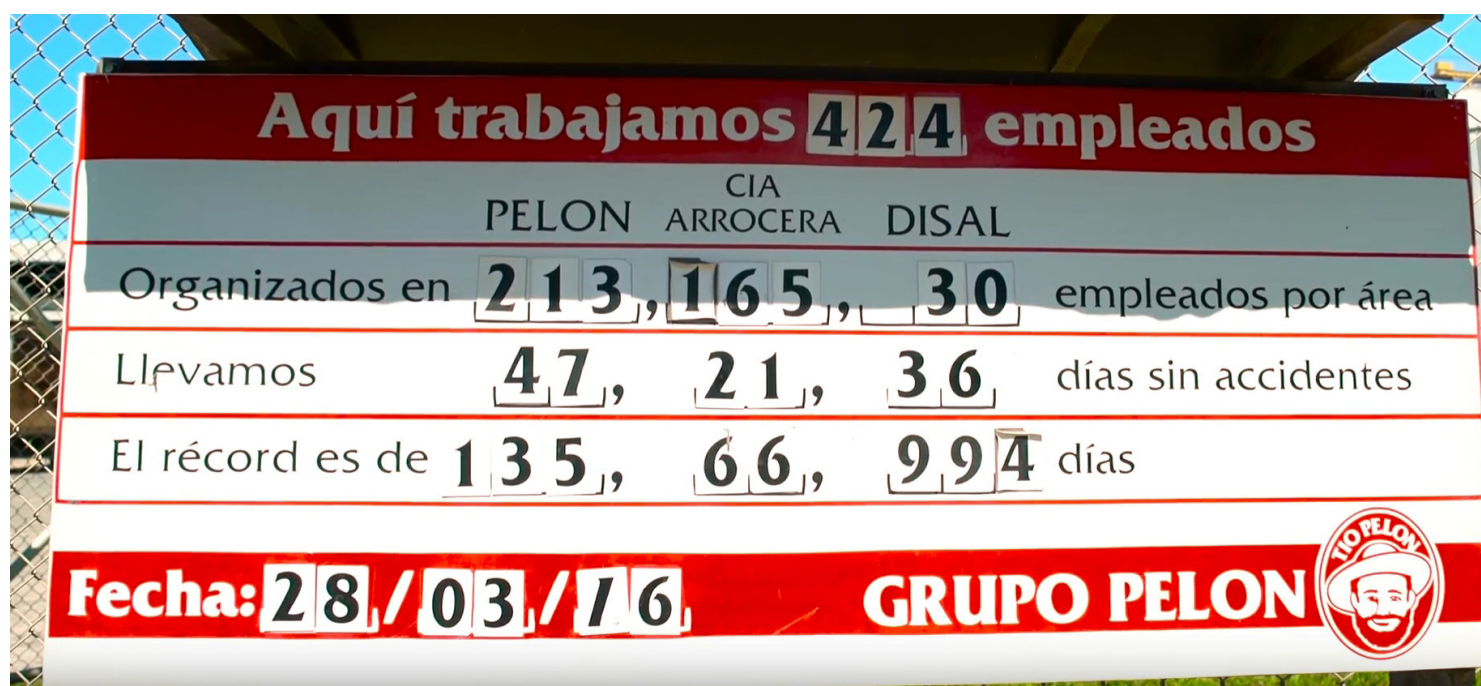 Aquí trabajamos 424 empleados
PELON CIA ARROCERA DISAL
Organizados en 213, 165, 30 empleados por área
Llevamos 47, 21, 36 días sin accidentes
El récord es de 135, 66, 994 días
Fecha: 28/03/16 GRUPO PELON
TIO PELON